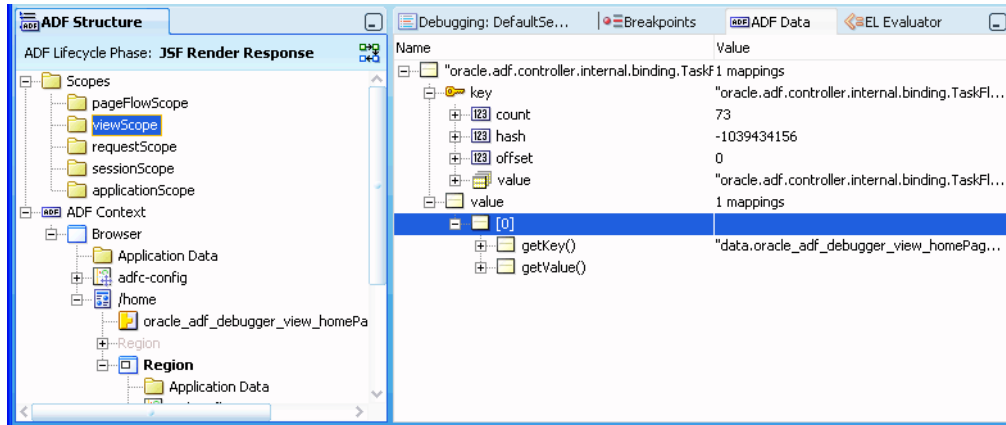 ADF Structure
ADF Lifecycle Phase: JSF Render Response
Scopes
pageFlowScope
viewScope
requestScope
sessionScope
applicationScope
ADF Context
Browser
Application Data
adfc-config
/home
oracle_adf_debugger_view_homePa
Region
Region
Application Data
Debugging: DefaultSe...
Breakpoints
ADF Data
EL Evaluator
Name Value
"oracle.adf.controller.internal.binding.TaskF 1 mappings
key "oracle.adf.controller.internal.binding.TaskFl...
123 count 73
123 hash -1039434156
123 offset 0
value "oracle.adf.controller.internal.binding.TaskFl...
value 1 mappings
[0]
getKey() "data.oracle_adf_debugger_view_homePag...
getValue()